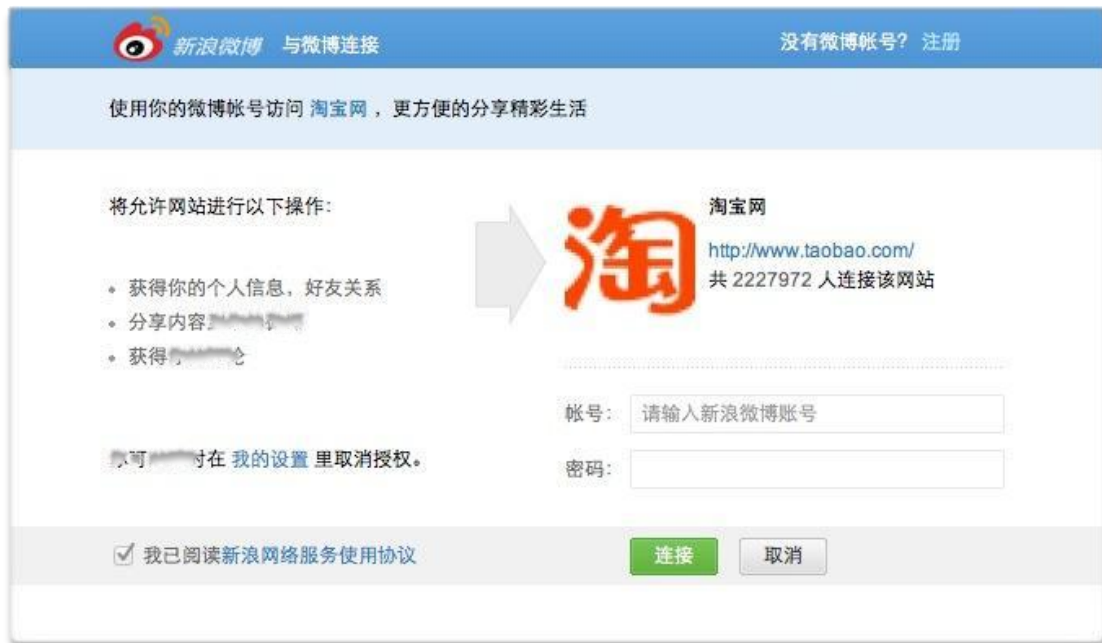 新浪微博 与微博连接 没有微博帐号? 注册
使用你的微博帐号访问 淘宝网 ，更方便的分享精彩生活
将允许网站进行以下操作:
获得你的个人信息，好友关系
分享内容
获得
可 时在 我的设置 里取消授权。
淘
淘宝网
http://www.taobao.com/
共 2227972 人连接该网站
帐号: 请输入新浪微博账号
密码:
我已阅读新浪网络服务使用协议
连接 取消